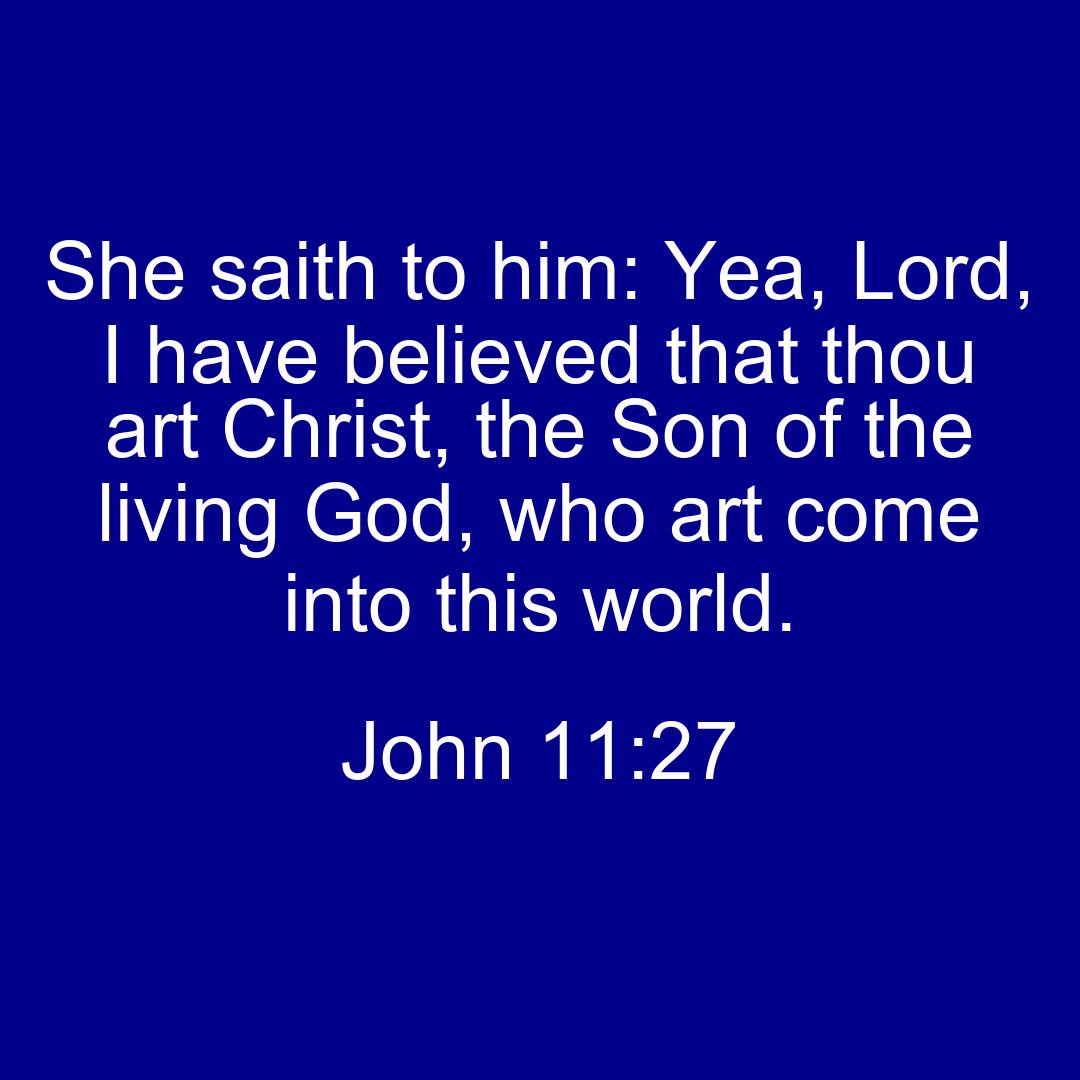 She saith to him: Yea, Lord,
I have believed that thou
art Christ, the Son of the
living God, who art come
into this world.
John 11:27